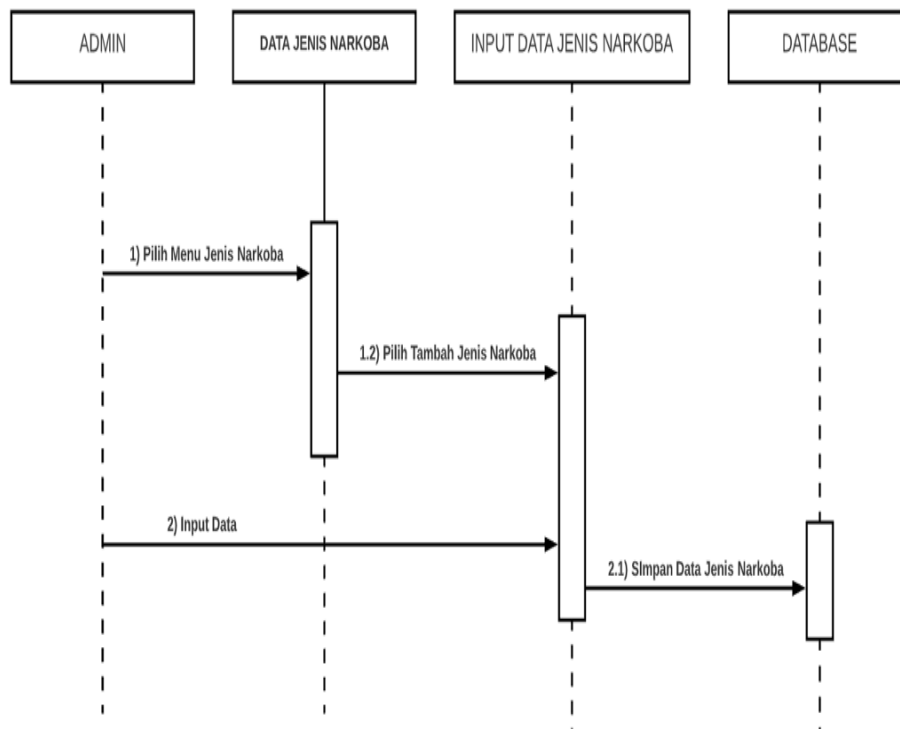 ADMIN
DATA JENIS NARKOBA
INPUT DATA JENIS NARKOBA
DATABASE
1) Pilih Menu Jenis Narkoba
1.2) Pilih Tambah Jenis Narkoba
2) Input Data
2.1) SImpan Data Jenis Narkoba